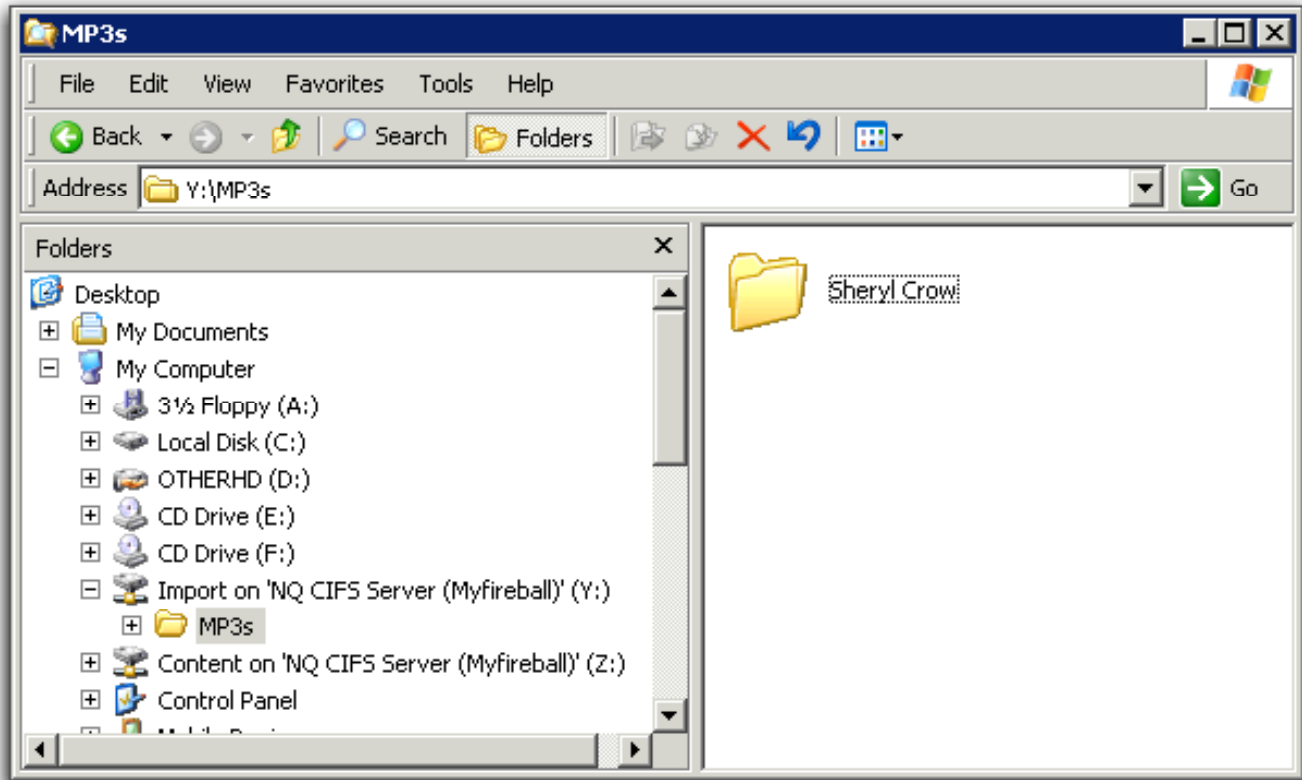 MP3s
File Edit View Favorites Tools Help
Back Search Folders
Address Y:\MP3s Go
Folders
Desktop
My Documents
My Computer
3½ Floppy (A:)
Local Disk (C:)
OTHERHD (D:)
CD Drive (E:)
CD Drive (F:)
Import on 'NQ CIFS Server (Myfireball)' (Y:)
MP3s
Content on 'NQ CIFS Server (Myfireball)' (Z:)
Control Panel
Sheryl Crow